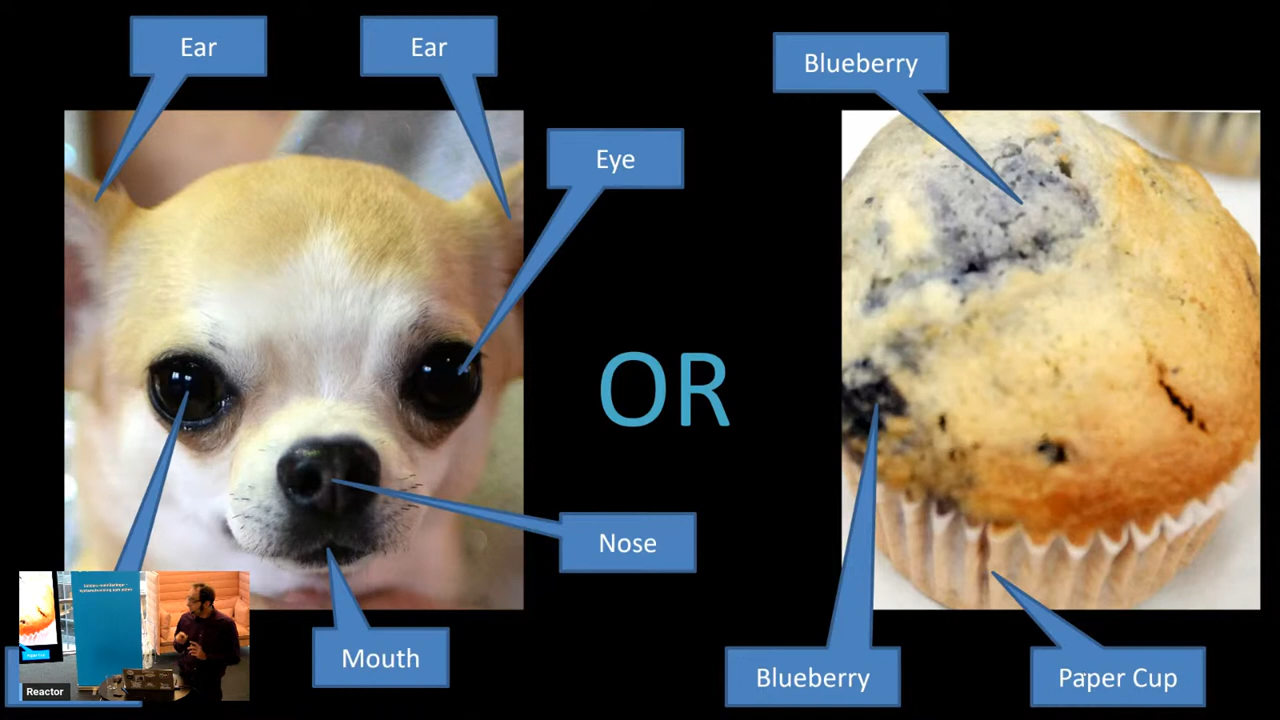 Ear
Ear
Blueberry
Eye
OR
Nose
Mouth
Blueberry
Paper Cup
Reactor